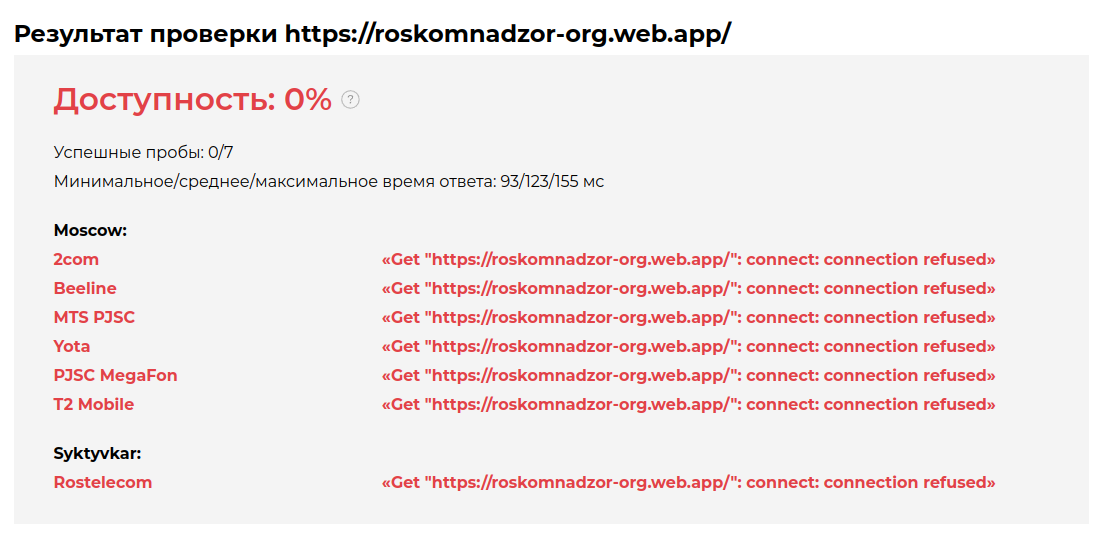 Результат проверки https://roskomnadzor-org.web.app/
Доступность: 0% ?
Успешные пробы: 0/7
Минимальное/среднее/максимальное время ответа: 93/123/155 мс
Moscow:
2com «Get "https://roskomnadzor-org.web.app/": connect: connection refused»
Beeline «Get "https://roskomnadzor-org.web.app/": connect: connection refused»
MTS PJSC «Get "https://roskomnadzor-org.web.app/": connect: connection refused»
Yota «Get "https://roskomnadzor-org.web.app/": connect: connection refused»
PJSC MegaFon «Get "https://roskomnadzor-org.web.app/": connect: connection refused»
T2 Mobile «Get "https://roskomnadzor-org.web.app/": connect: connection refused»
Syktyvkar:
Rostelecom «Get "https://roskomnadzor-org.web.app/": connect: connection refused»